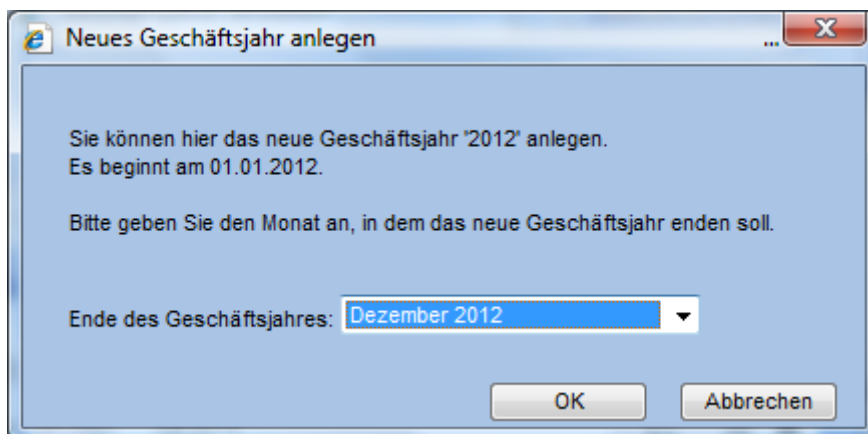 Neues Geschäftsjahr anlegen ...
Sie können hier das neue Geschäftsjahr '2012' anlegen.
Es beginnt am 01.01.2012.
Bitte geben Sie den Monat an, in dem das neue Geschäftsjahr enden soll.
Ende des Geschäftsjahres: Dezember 2012
OK Abbrechen